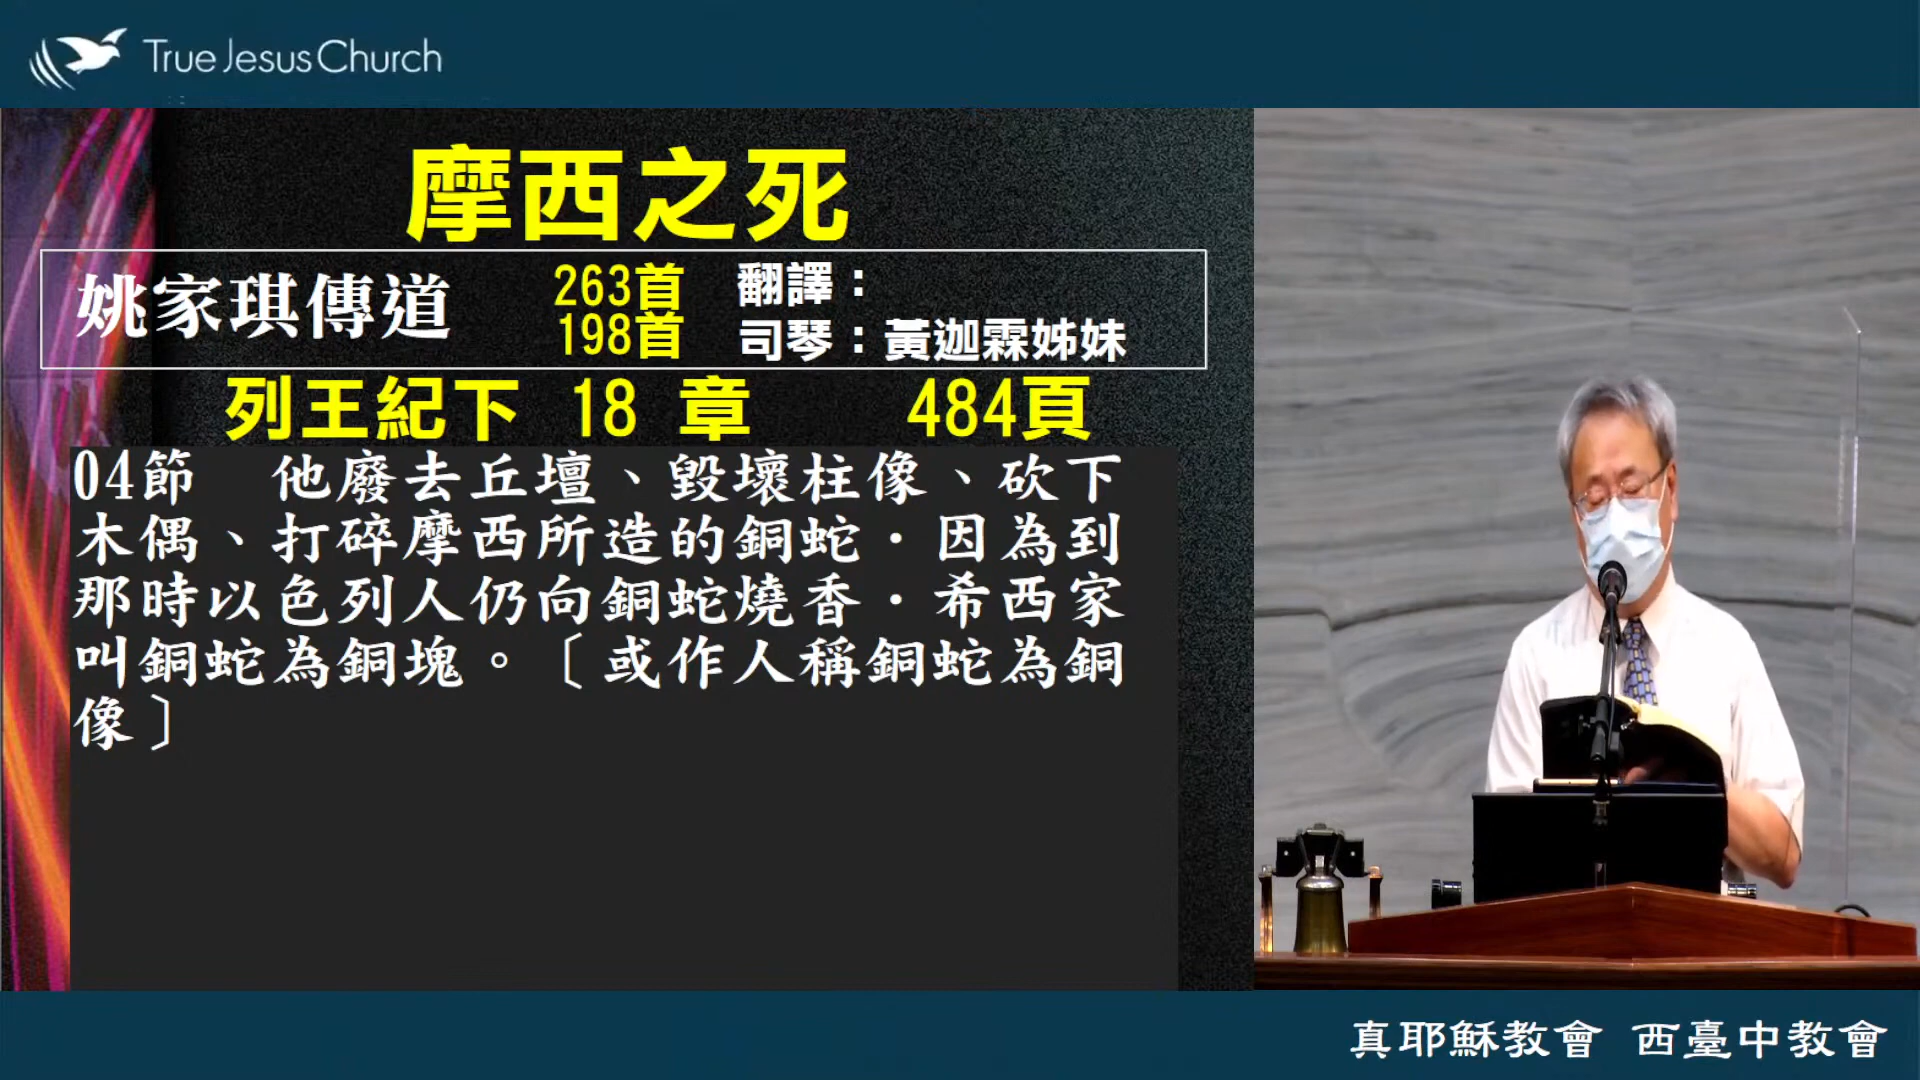 True Jesus Church
摩西之死
姚家琪傳道
263首
198首
翻譯：
司琴：黃迦霖姊妹
列王紀下 18 章 484頁
04節 他廢去丘壇、毀壞柱像、砍下
木偶、打碎摩西所造的銅蛇．因為到
那時以色列人仍向銅蛇燒香．希西家
叫銅蛇為銅塊。〔或作人稱銅蛇為銅
像〕
真耶穌教會 西臺中教會